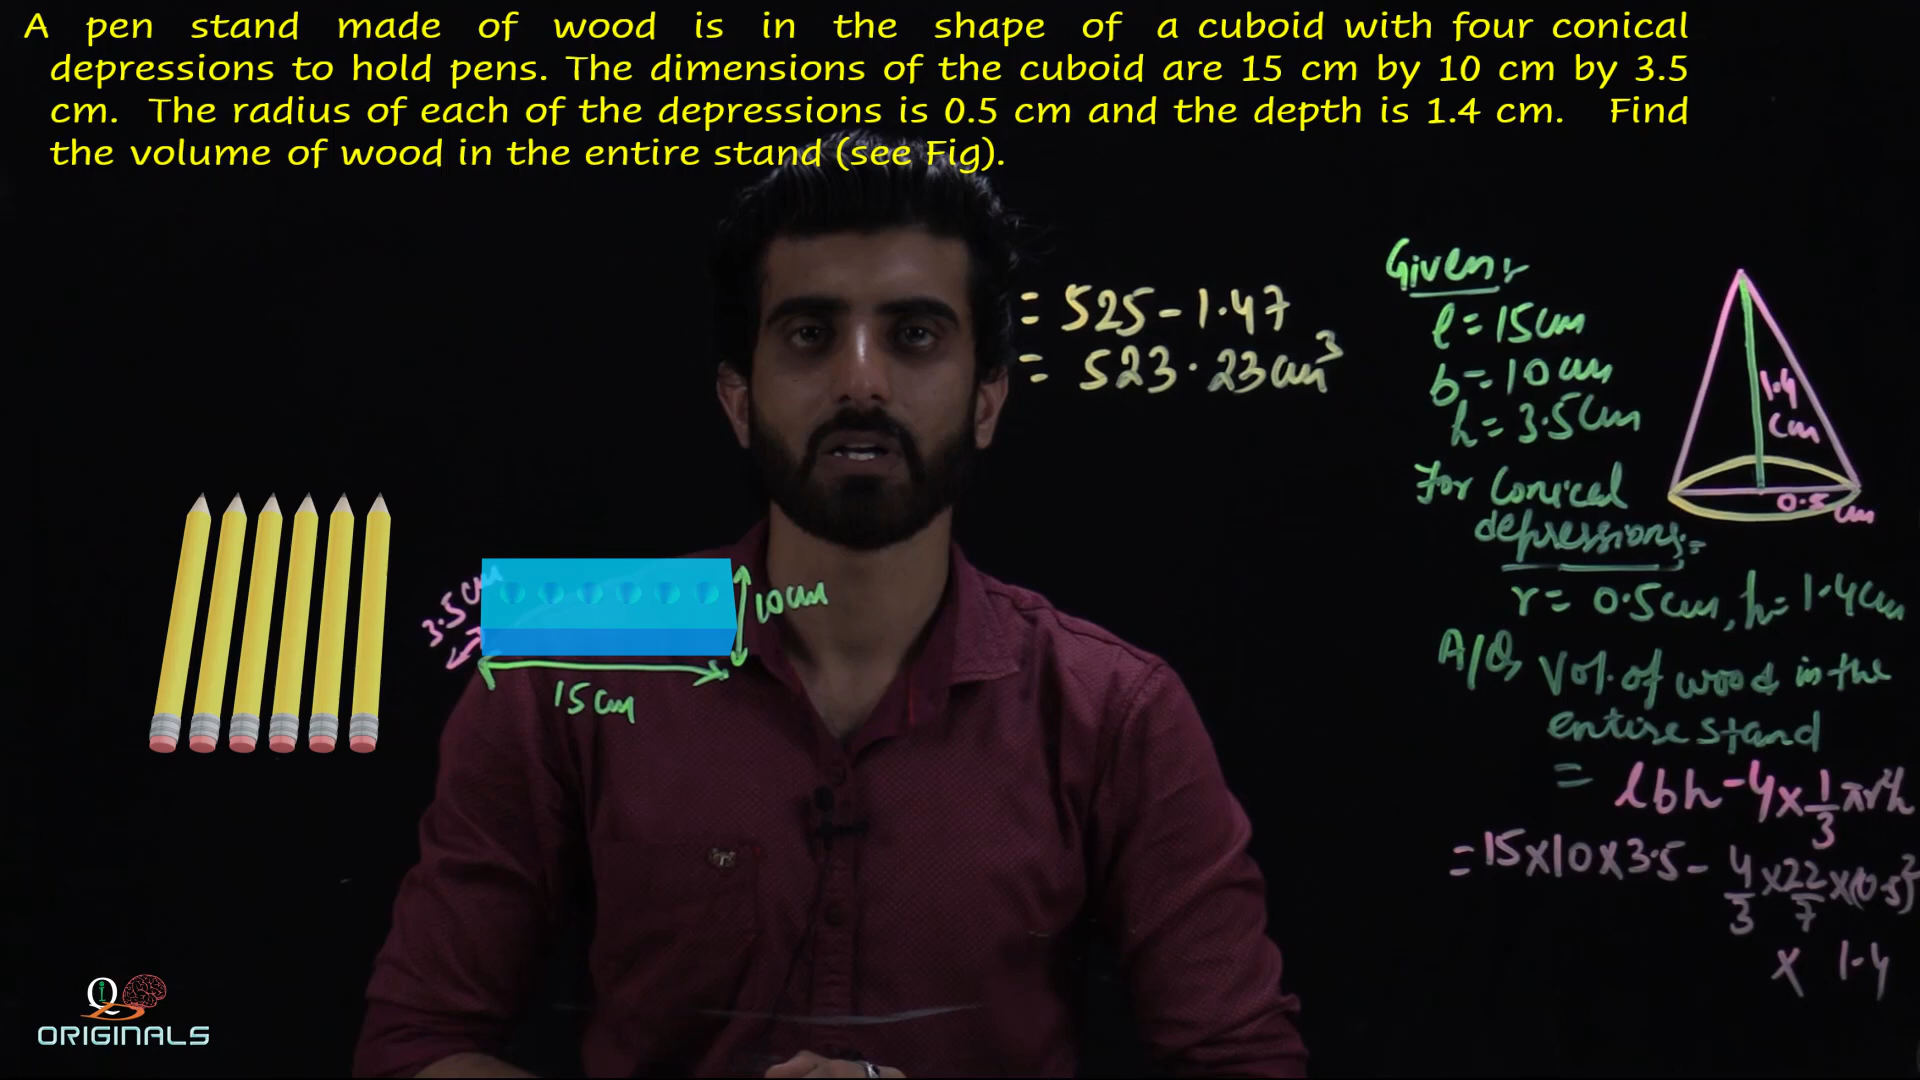 A pen stand made of wood is in the shape of a cuboid with four conical
depressions to hold pens. The dimensions of the cuboid are 15 cm by 10 cm by 3.5
cm. The radius of each of the depressions is 0.5 cm and the depth is 1.4 cm. Find
the volume of wood in the entire stand (see Fig).
= 525 - 1.47
= 523.23 cm³
Given:
l = 15cm
b = 10 cm
h = 3.5cm
1.4
cm
0.5 cm
For Conical
depressions:-
r = 0.5cm, h = 1.4cm
A/Q, Vol. of wood in the
entire stand
= lbh - 4 × 1/3 πr²h
= 15×10×3.5 - 4/3 × 22/7 × (0.5)²
× 1.4
3.5cm
10cm
15cm
Qi
ORIGINALS